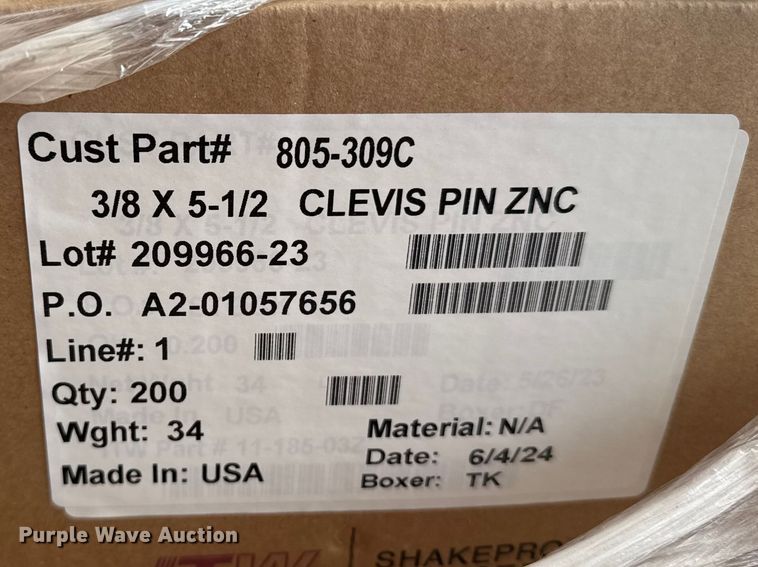 Cust Part# 805-309C
3/8 X 5-1/2 CLEVIS PIN ZNC
Lot# 209966-23
P.O. A2-01057656
Line#: 1
Qty: 200
Wght: 34
Material: N/A
Made In: USA
Date: 6/4/24
Boxer: TK
Purple Wave Auction
ITW